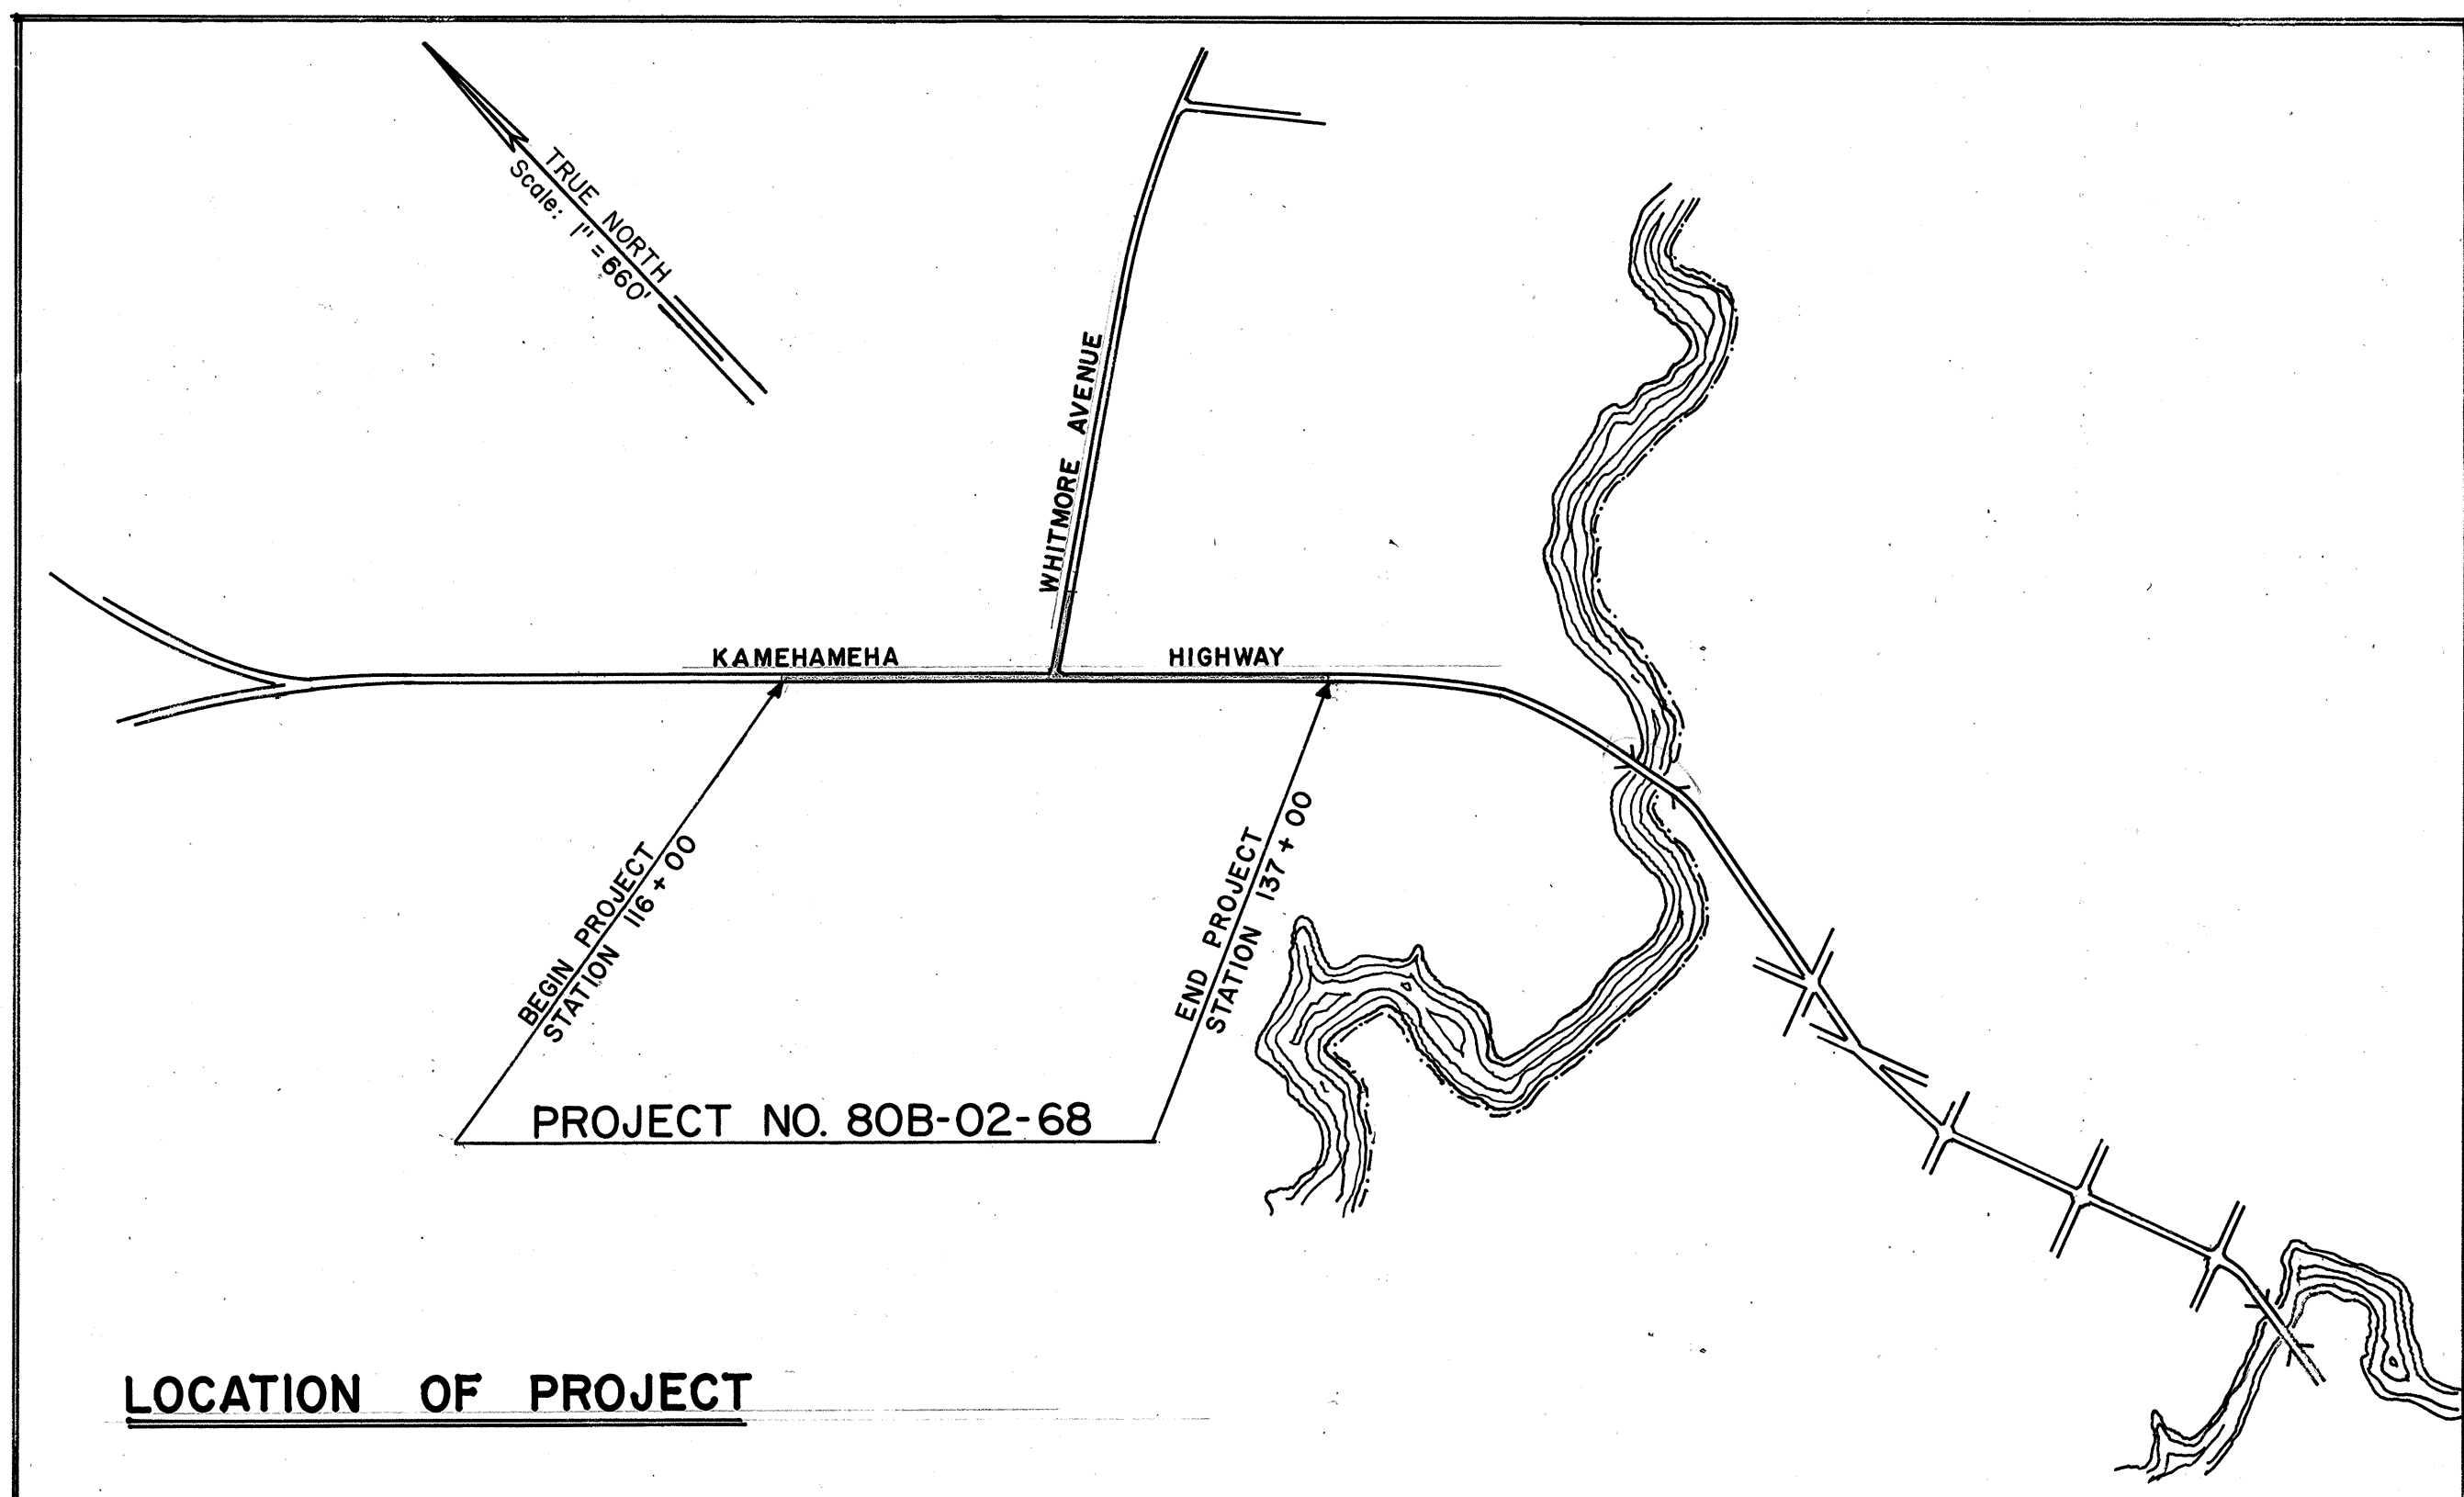 TRUE NORTH
Scale: 1" = 660'
WHITMORE AVENUE
KAMEHAMEHA HIGHWAY
BEGIN PROJECT
STATION 116 + 00
END PROJECT
STATION 137 + 00
PROJECT NO. 80B-02-68
LOCATION OF PROJECT